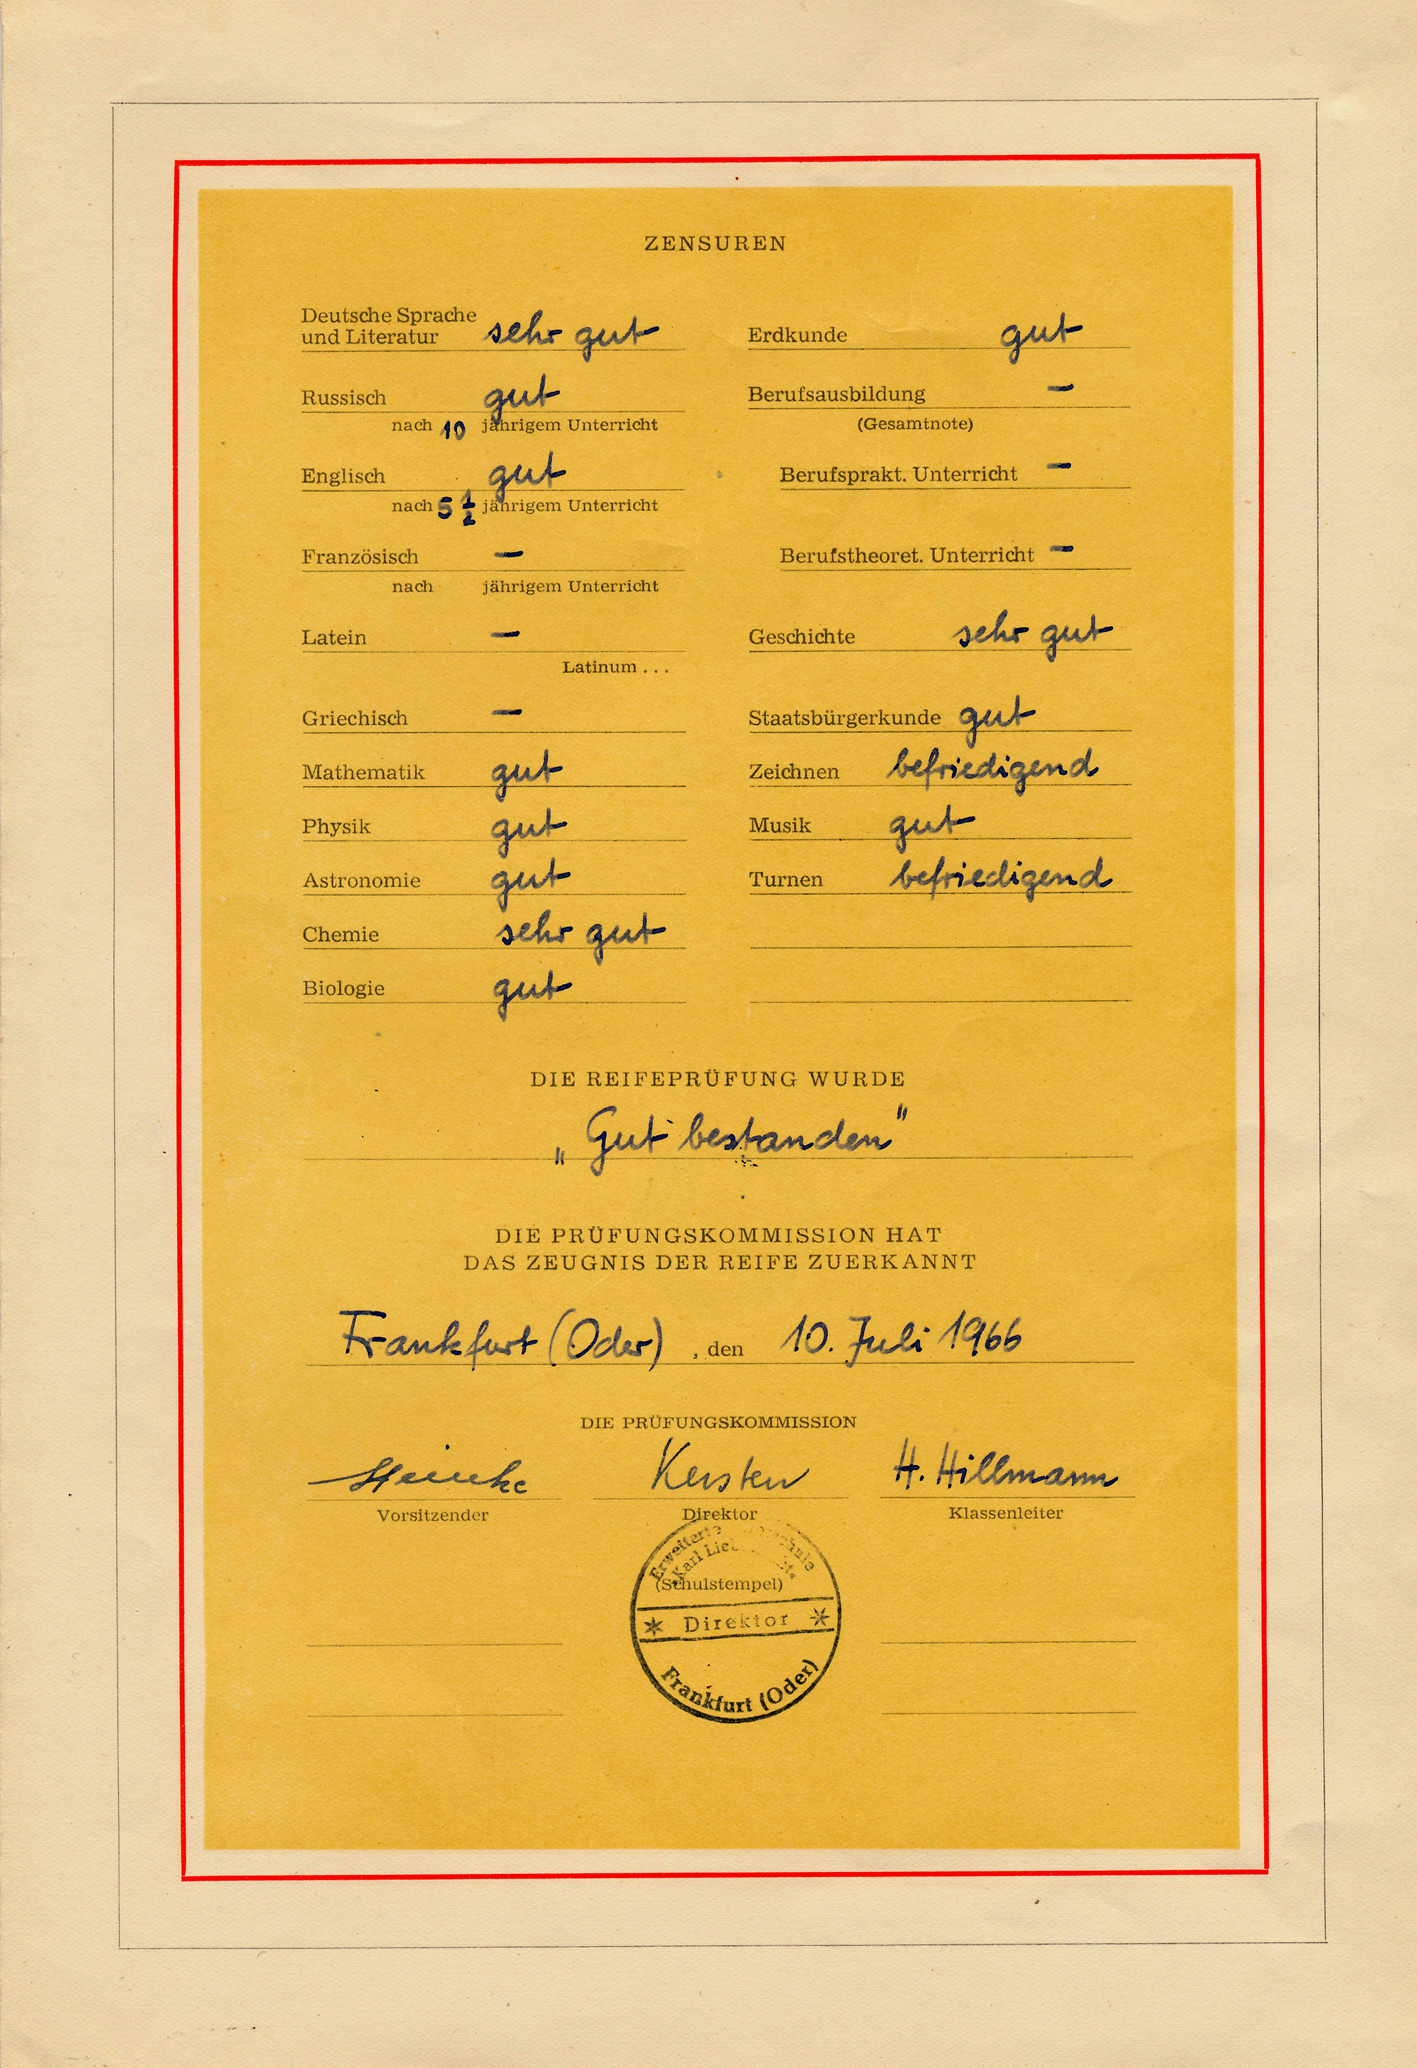 ZENSUREN
Deutsche Sprache
und Literatur sehr gut
Russisch gut
nach 10 jährigem Unterricht
Englisch gut
nach 5 1/2 jährigem Unterricht
Französisch –
nach jährigem Unterricht
Latein –
Latinum . . .
Griechisch –
Mathematik gut
Physik gut
Astronomie gut
Chemie sehr gut
Biologie gut
Erdkunde gut
Berufsausbildung –
(Gesamtnote)
Berufsprakt. Unterricht –
Berufstheoret. Unterricht –
Geschichte sehr gut
Staatsbürgerkunde gut
Zeichnen befriedigend
Musik gut
Turnen befriedigend
DIE REIFEPRÜFUNG WURDE
„Gut bestanden"
DIE PRÜFUNGSKOMMISSION HAT
DAS ZEUGNIS DER REIFE ZUERKANNT
Frankfurt (Oder) , den 10. Juli 1966
DIE PRÜFUNGSKOMMISSION
Kersten H. Hillmann
Vorsitzender Direktor Klassenleiter
Erweiterte
Karl
(Schulstempel)
* Direktor *
Frankfurt (Oder)